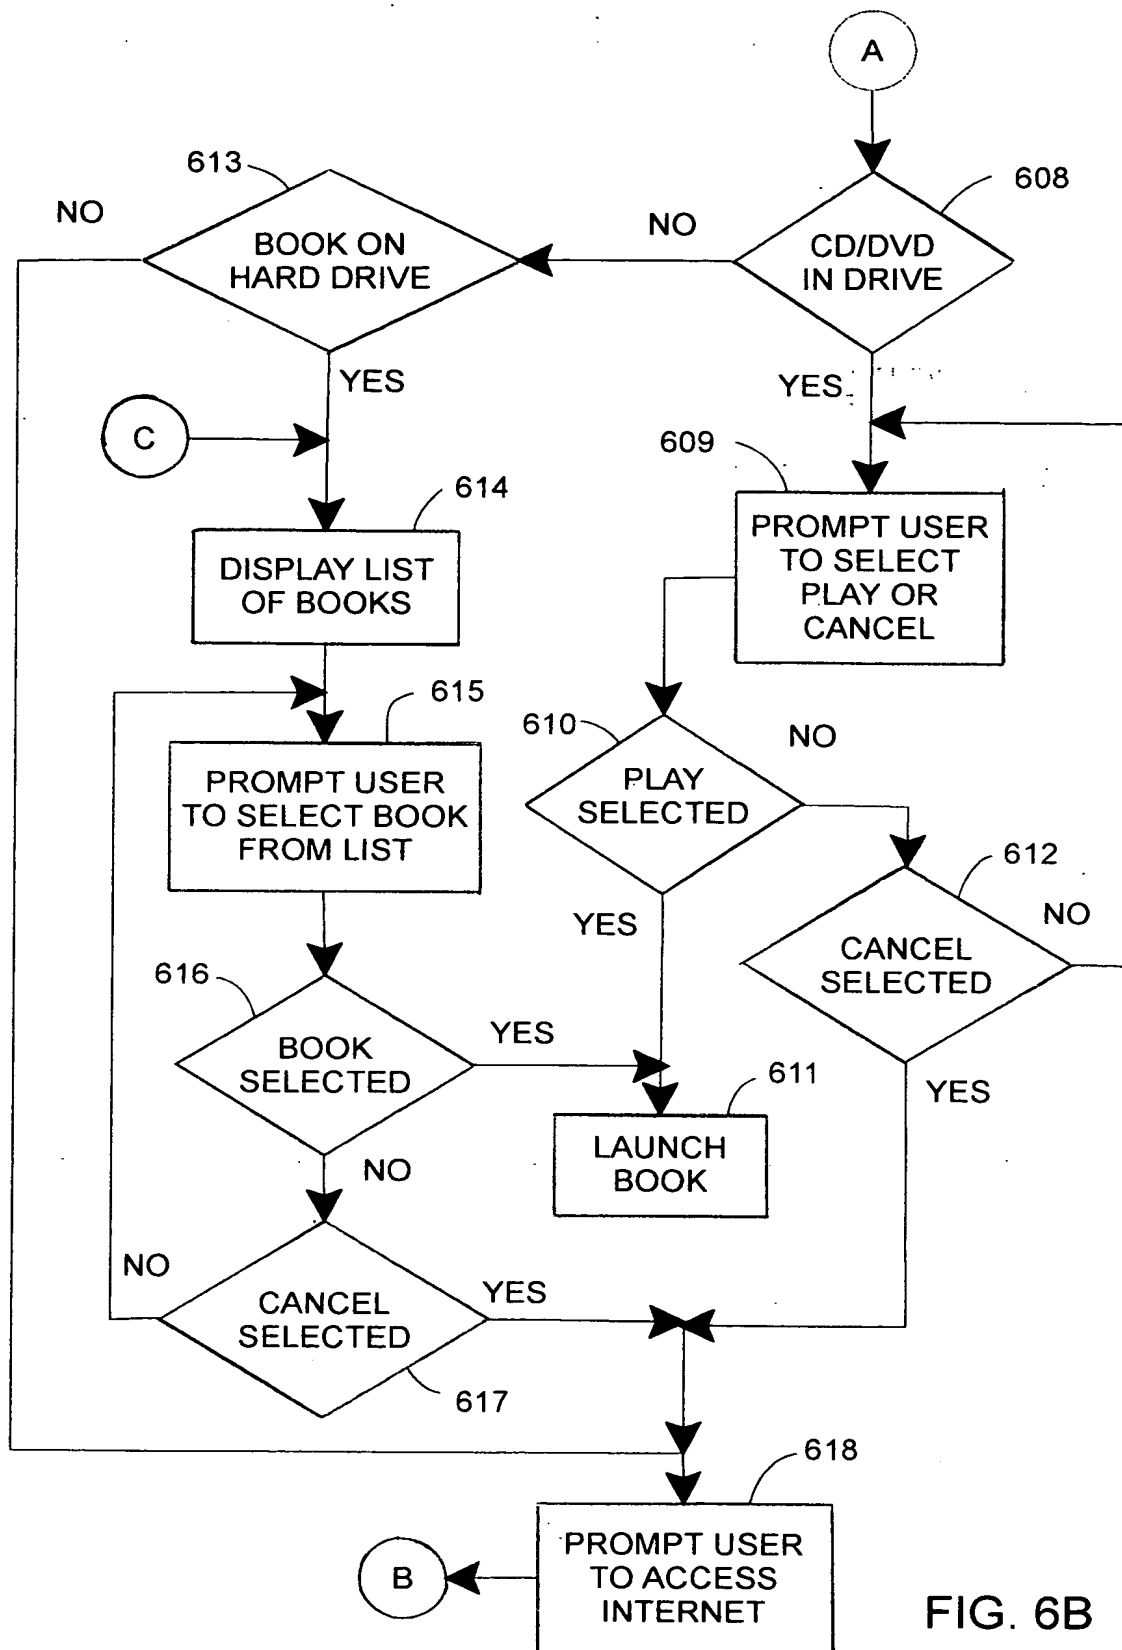 A
613
608
NO
NO
BOOK ON
HARD DRIVE
CD/DVD
IN DRIVE
YES
YES
C
609
614
PROMPT USER
TO SELECT
PLAY OR
CANCEL
DISPLAY LIST
OF BOOKS
615
610
NO
PROMPT USER
TO SELECT BOOK
FROM LIST
PLAY
SELECTED
612
YES
NO
CANCEL
SELECTED
616
YES
BOOK
SELECTED
611
YES
LAUNCH
BOOK
NO
NO
YES
CANCEL
SELECTED
617
618
PROMPT USER
TO ACCESS
INTERNET
B
FIG. 6B